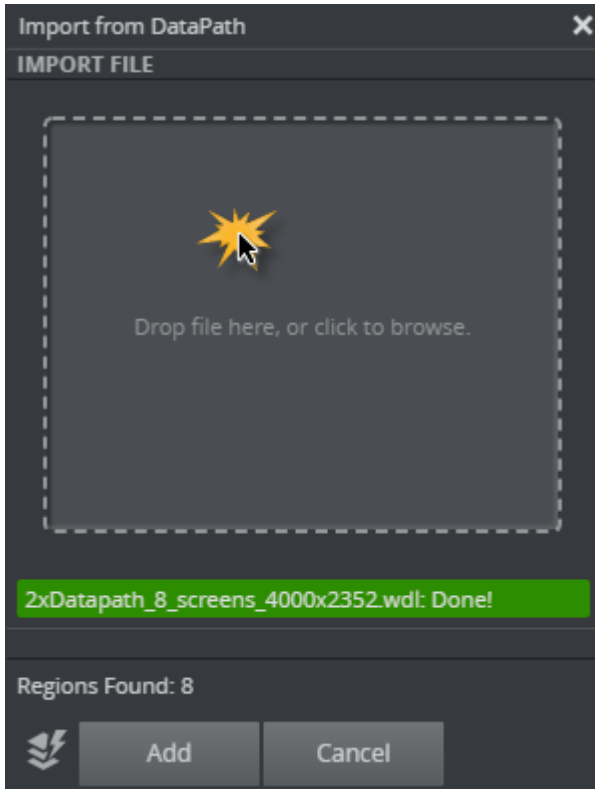 Import from DataPath
IMPORT FILE
Drop file here, or click to browse.
2xDatapath_8_screens_4000x2352.wdl: Done!
Regions Found: 8
Add
Cancel